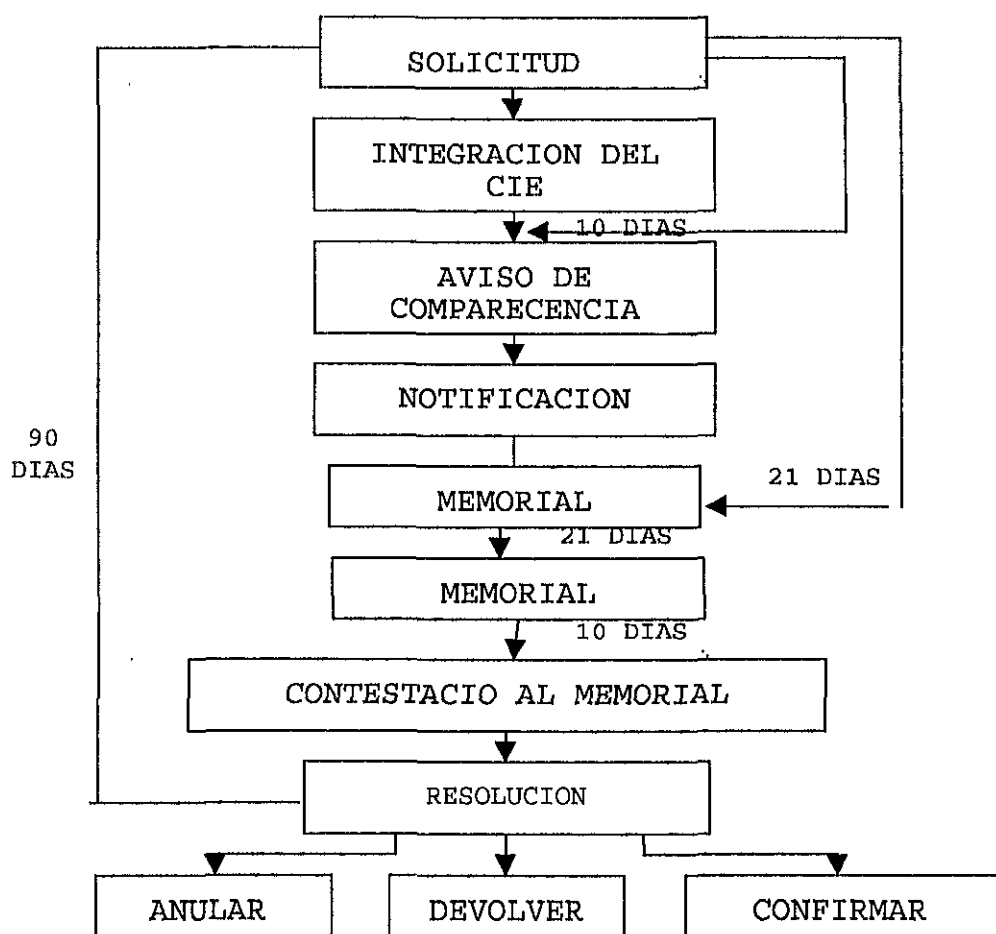 SOLICITUD
INTEGRACION DEL
CIE
10 DIAS
AVISO DE
COMPARECENCIA
NOTIFICACION
90
DIAS
21 DIAS
MEMORIAL
21 DIAS
MEMORIAL
10 DIAS
CONTESTACIO AL MEMORIAL
RESOLUCION
ANULAR
DEVOLVER
CONFIRMAR